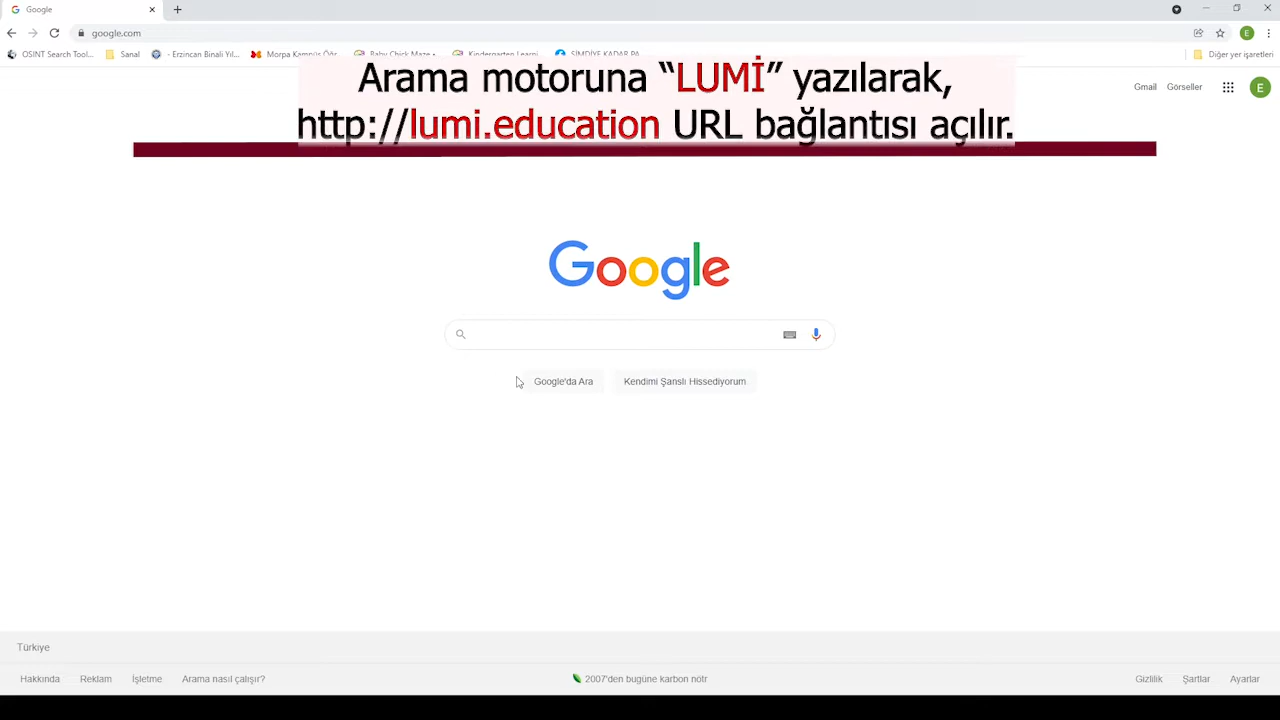 Google
google.com
OSINT Search Tool...
Sanal
- Erzincan Binali Yıl...
Morpa Kampüs Öğr...
Baby Chick Maze
Kindergarten Learni...
ŞİMDİYE KADAR PA...
Diğer yer işaretleri
Arama motoruna “LUMİ” yazılarak,
http://lumi.education URL bağlantısı açılır.
Gmail
Görseller
E
E
Google
Google'da Ara
Kendimi Şanslı Hissediyorum
Türkiye
Hakkında
Reklam
İşletme
Arama nasıl çalışır?
2007'den bugüne karbon nötr
Gizlilik
Şartlar
Ayarlar